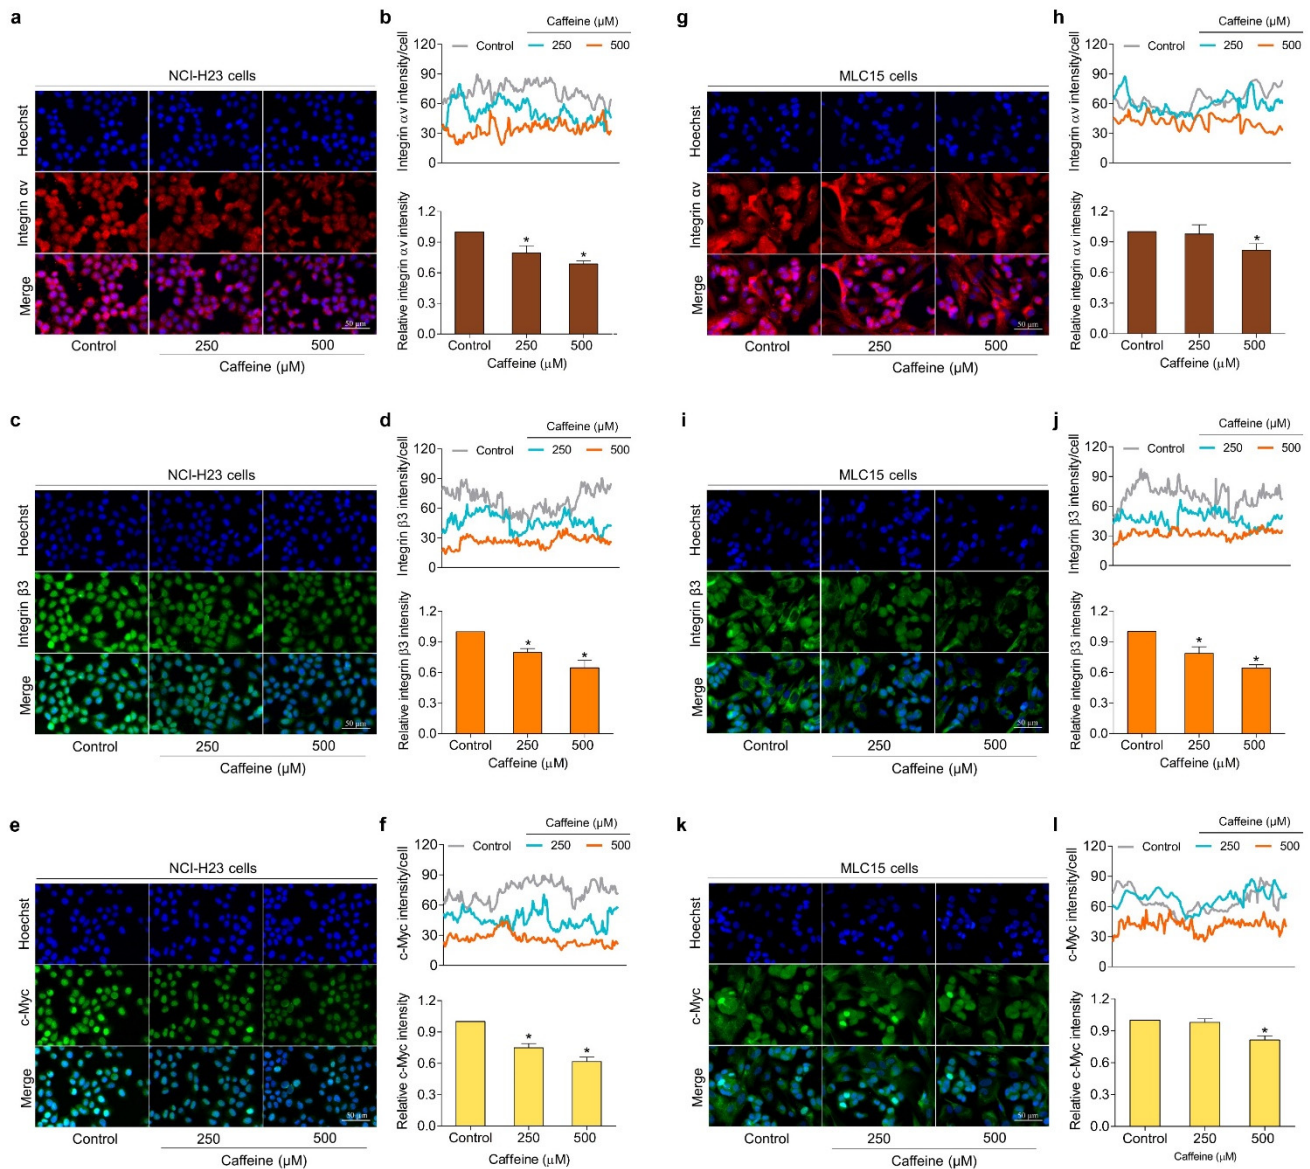 a
NCI-H23 cells
Hoechst
Integrin αv
Merge
50 μm
Control
250
500
Caffeine (μM)
b
Caffeine (μM)
Control
250
500
Integrin αv intensity/cell
120
90
60
30
0
Relative integrin αv intensity
1.2
0.9
0.6
0.3
0.0
*
*
Control
250
500
Caffeine (μM)
g
MLC15 cells
Hoechst
Integrin αv
Merge
50 μm
Control
250
500
Caffeine (μM)
h
Caffeine (μM)
Control
250
500
Integrin αv intensity/cell
120
90
60
30
0
Relative integrin αv intensity
1.2
0.9
0.6
0.3
0.0
*
Control
250
500
Caffeine (μM)
c
NCI-H23 cells
Hoechst
Integrin β3
Merge
50 μm
Control
250
500
Caffeine (μM)
d
Caffeine (μM)
Control
250
500
Integrin β3 intensity/cell
120
90
60
30
0
Relative integrin β3 intensity
1.2
0.9
0.6
0.3
0.0
*
*
Control
250
500
Caffeine (μM)
i
MLC15 cells
Hoechst
Integrin β3
Merge
50 μm
Control
250
500
Caffeine (μM)
j
Caffeine (μM)
Control
250
500
Integrin β3 intensity/cell
120
90
60
30
0
Relative integrin β3 intensity
1.2
0.9
0.6
0.3
0.0
*
*
Control
250
500
Caffeine (μM)
e
NCI-H23 cells
Hoechst
c-Myc
Merge
50 μm
Control
250
500
Caffeine (μM)
f
Caffeine (μM)
Control
250
500
c-Myc intensity/cell
120
90
60
30
0
Relative c-Myc intensity
1.2
0.9
0.6
0.3
0.0
*
*
Control
250
500
Caffeine (μM)
k
MLC15 cells
Hoechst
c-Myc
Merge
50 μm
Control
250
500
Caffeine (μM)
l
Caffeine (μM)
Control
250
500
c-Myc intensity/cell
120
90
60
30
0
Relative c-Myc intensity
1.2
0.9
0.6
0.3
0.0
*
Control
250
500
Caffeine (μM)